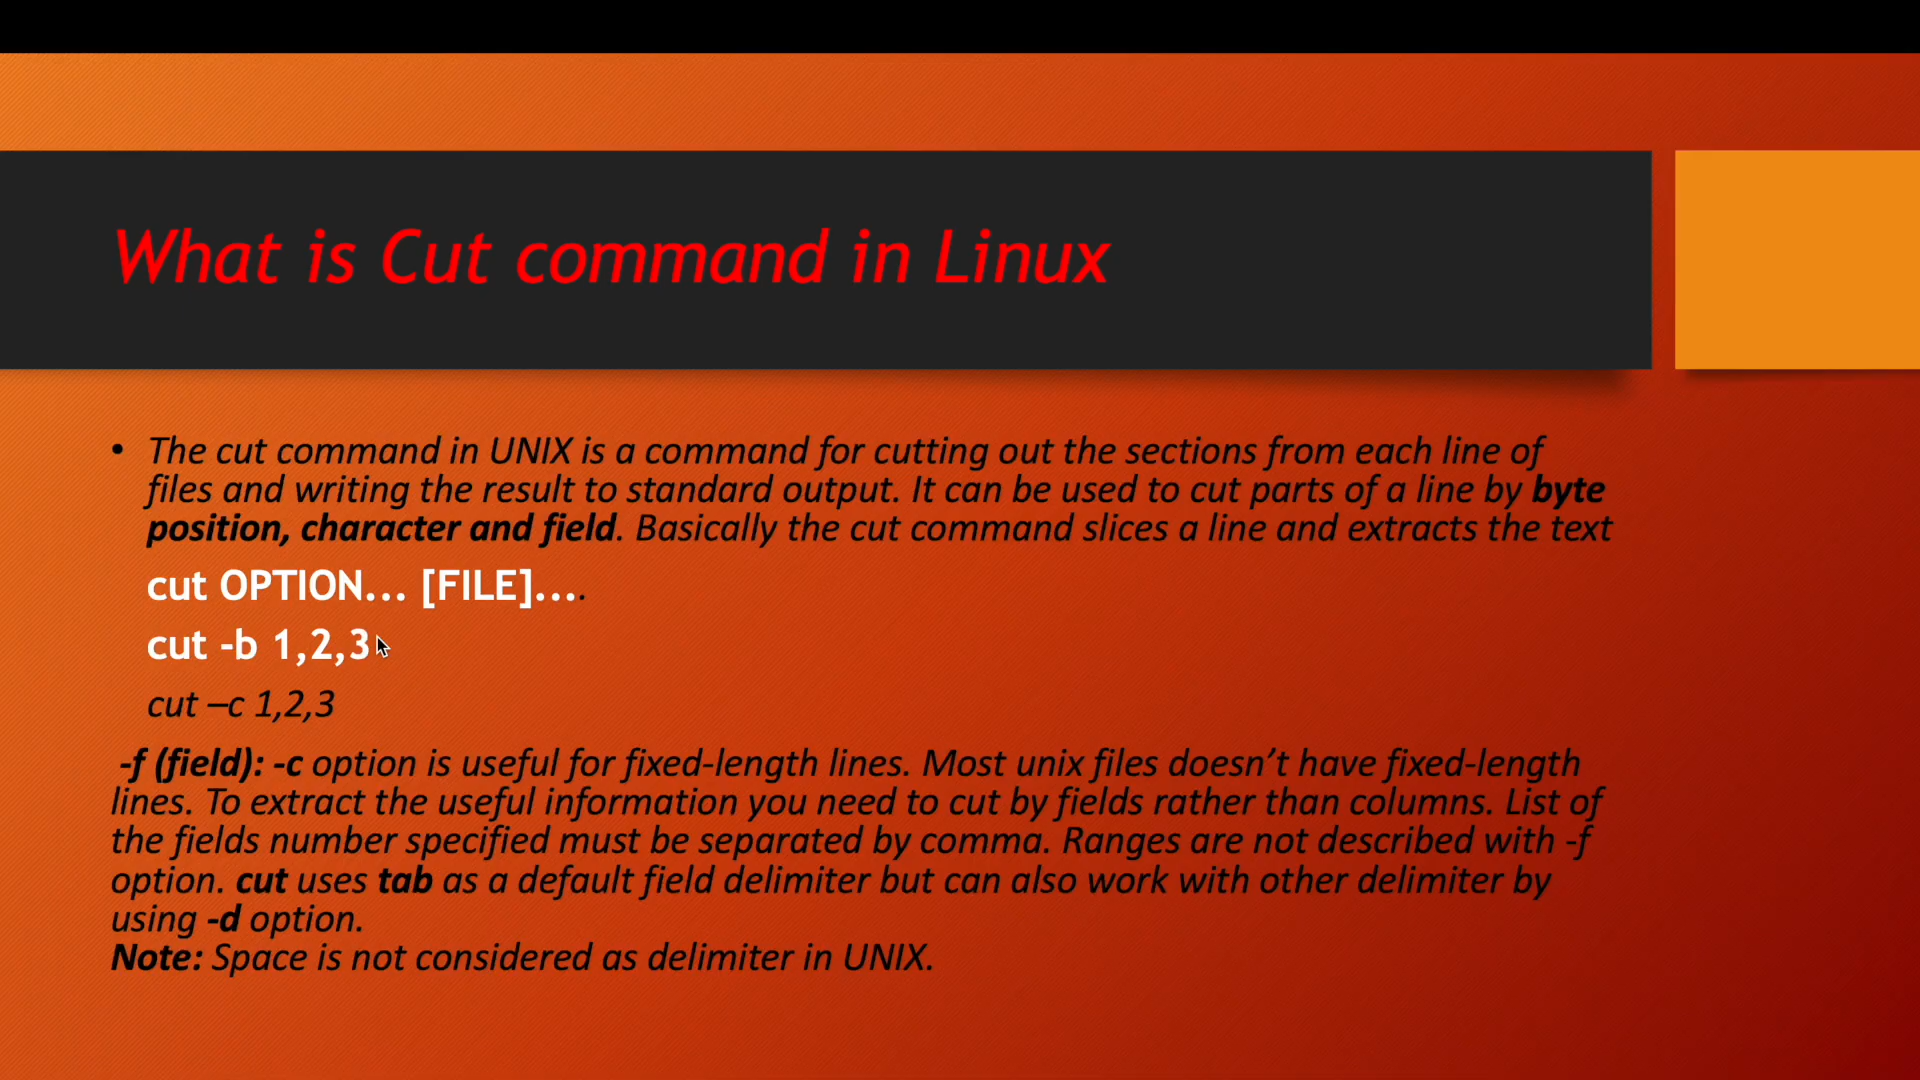 What is Cut command in Linux
• The cut command in UNIX is a command for cutting out the sections from each line of
files and writing the result to standard output. It can be used to cut parts of a line by byte
position, character and field. Basically the cut command slices a line and extracts the text
cut OPTION... [FILE]....
cut -b 1,2,3
cut –c 1,2,3
-f (field): -c option is useful for fixed-length lines. Most unix files doesn’t have fixed-length
lines. To extract the useful information you need to cut by fields rather than columns. List of
the fields number specified must be separated by comma. Ranges are not described with -f
option. cut uses tab as a default field delimiter but can also work with other delimiter by
using -d option.
Note: Space is not considered as delimiter in UNIX.